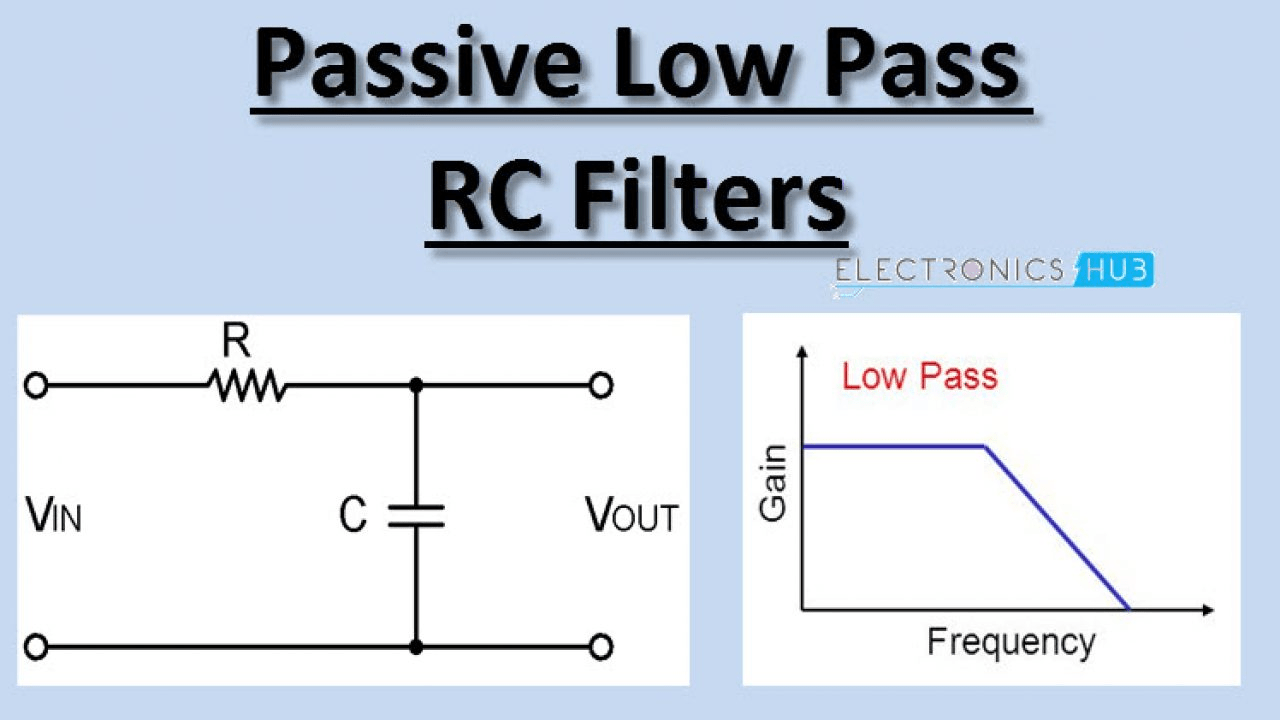 Passive Low Pass
RC Filters
ELECTRONICS HUB
R
VIN
C
VOUT
Low Pass
Gain
Frequency